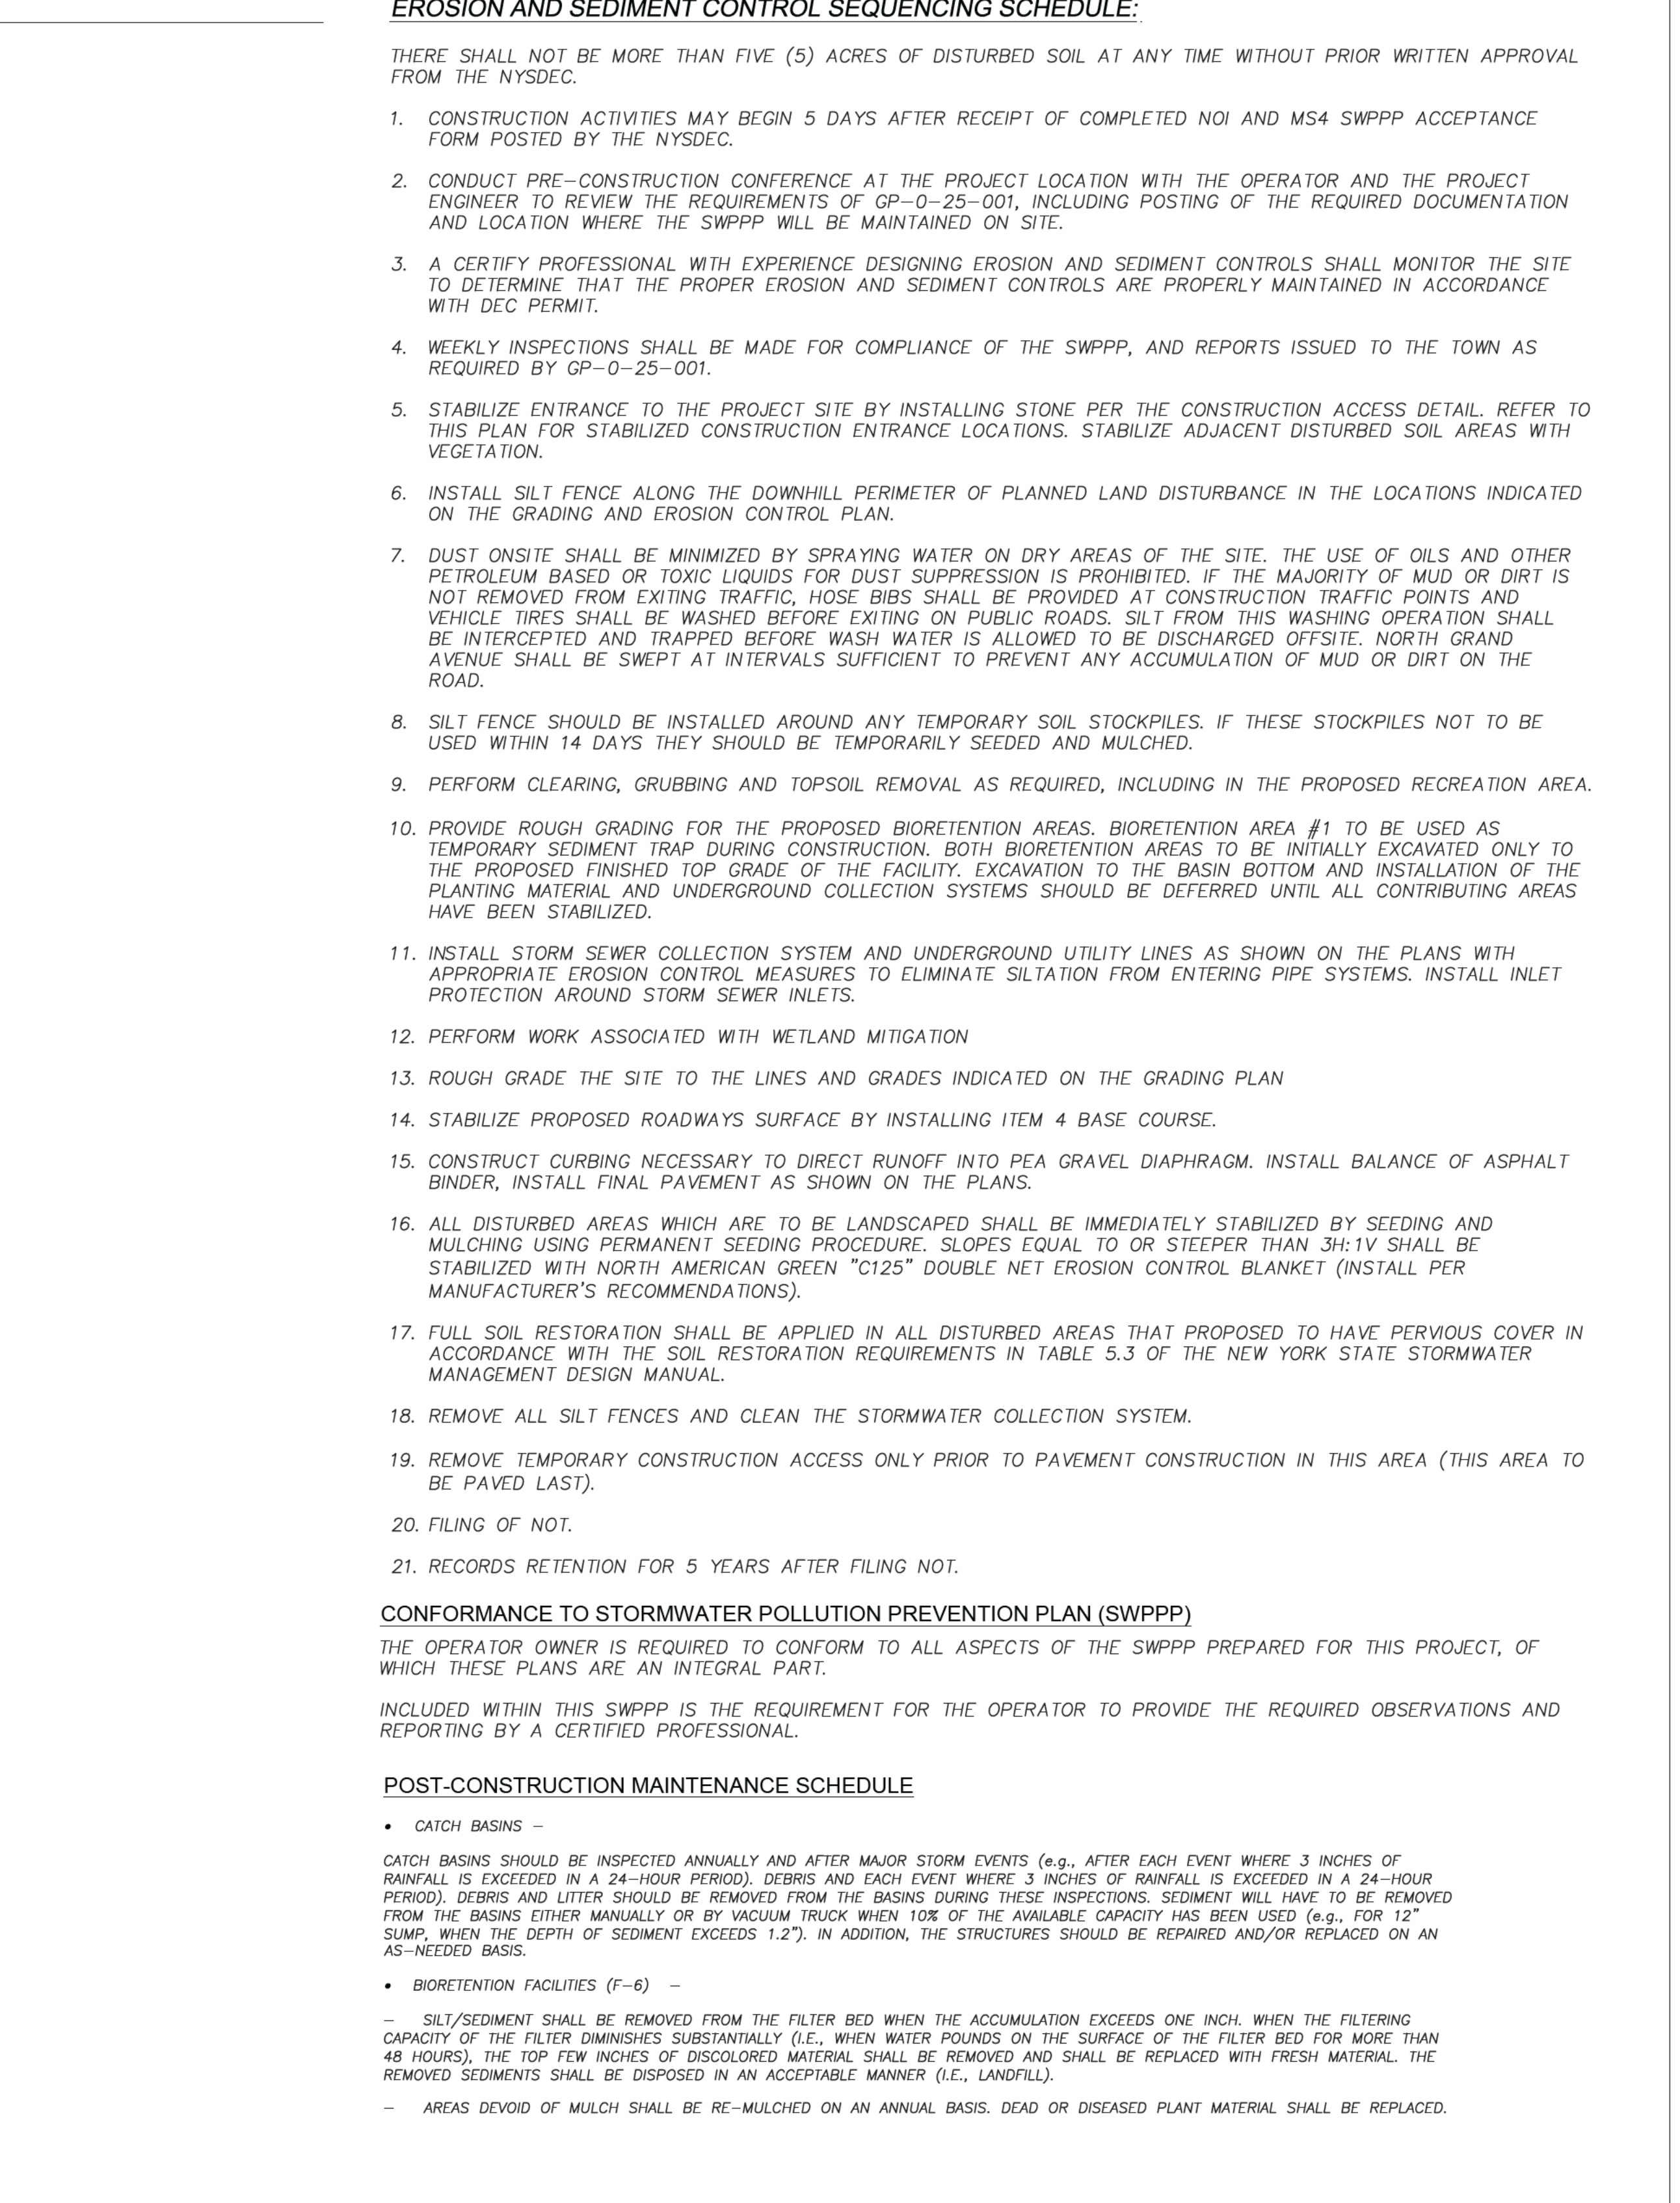 EROSION AND SEDIMENT CONTROL SEQUENCING SCHEDULE:
THERE SHALL NOT BE MORE THAN FIVE (5) ACRES OF DISTURBED SOIL AT ANY TIME WITHOUT PRIOR WRITTEN APPROVAL
FROM THE NYSDEC.
1. CONSTRUCTION ACTIVITIES MAY BEGIN 5 DAYS AFTER RECEIPT OF COMPLETED NOI AND MS4 SWPPP ACCEPTANCE
FORM POSTED BY THE NYSDEC.
2. CONDUCT PRE-CONSTRUCTION CONFERENCE AT THE PROJECT LOCATION WITH THE OPERATOR AND THE PROJECT
ENGINEER TO REVIEW THE REQUIREMENTS OF GP-0-25-001, INCLUDING POSTING OF THE REQUIRED DOCUMENTATION
AND LOCATION WHERE THE SWPPP WILL BE MAINTAINED ON SITE.
3. A CERTIFY PROFESSIONAL WITH EXPERIENCE DESIGNING EROSION AND SEDIMENT CONTROLS SHALL MONITOR THE SITE
TO DETERMINE THAT THE PROPER EROSION AND SEDIMENT CONTROLS ARE PROPERLY MAINTAINED IN ACCORDANCE
WITH DEC PERMIT.
4. WEEKLY INSPECTIONS SHALL BE MADE FOR COMPLIANCE OF THE SWPPP, AND REPORTS ISSUED TO THE TOWN AS
REQUIRED BY GP-0-25-001.
5. STABILIZE ENTRANCE TO THE PROJECT SITE BY INSTALLING STONE PER THE CONSTRUCTION ACCESS DETAIL. REFER TO
THIS PLAN FOR STABILIZED CONSTRUCTION ENTRANCE LOCATIONS. STABILIZE ADJACENT DISTURBED SOIL AREAS WITH
VEGETATION.
6. INSTALL SILT FENCE ALONG THE DOWNHILL PERIMETER OF PLANNED LAND DISTURBANCE IN THE LOCATIONS INDICATED
ON THE GRADING AND EROSION CONTROL PLAN.
7. DUST ONSITE SHALL BE MINIMIZED BY SPRAYING WATER ON DRY AREAS OF THE SITE. THE USE OF OILS AND OTHER
PETROLEUM BASED OR TOXIC LIQUIDS FOR DUST SUPPRESSION IS PROHIBITED. IF THE MAJORITY OF MUD OR DIRT IS
NOT REMOVED FROM EXITING TRAFFIC, HOSE BIBS SHALL BE PROVIDED AT CONSTRUCTION TRAFFIC POINTS AND
VEHICLE TIRES SHALL BE WASHED BEFORE EXITING ON PUBLIC ROADS. SILT FROM THIS WASHING OPERATION SHALL
BE INTERCEPTED AND TRAPPED BEFORE WASH WATER IS ALLOWED TO BE DISCHARGED OFFSITE. NORTH GRAND
AVENUE SHALL BE SWEPT AT INTERVALS SUFFICIENT TO PREVENT ANY ACCUMULATION OF MUD OR DIRT ON THE
ROAD.
8. SILT FENCE SHOULD BE INSTALLED AROUND ANY TEMPORARY SOIL STOCKPILES. IF THESE STOCKPILES NOT TO BE
USED WITHIN 14 DAYS THEY SHOULD BE TEMPORARILY SEEDED AND MULCHED.
9. PERFORM CLEARING, GRUBBING AND TOPSOIL REMOVAL AS REQUIRED, INCLUDING IN THE PROPOSED RECREATION AREA.
10. PROVIDE ROUGH GRADING FOR THE PROPOSED BIORETENTION AREAS. BIORETENTION AREA #1 TO BE USED AS
TEMPORARY SEDIMENT TRAP DURING CONSTRUCTION. BOTH BIORETENTION AREAS TO BE INITIALLY EXCAVATED ONLY TO
THE PROPOSED FINISHED TOP GRADE OF THE FACILITY. EXCAVATION TO THE BASIN BOTTOM AND INSTALLATION OF THE
PLANTING MATERIAL AND UNDERGROUND COLLECTION SYSTEMS SHOULD BE DEFERRED UNTIL ALL CONTRIBUTING AREAS
HAVE BEEN STABILIZED.
11. INSTALL STORM SEWER COLLECTION SYSTEM AND UNDERGROUND UTILITY LINES AS SHOWN ON THE PLANS WITH
APPROPRIATE EROSION CONTROL MEASURES TO ELIMINATE SILTATION FROM ENTERING PIPE SYSTEMS. INSTALL INLET
PROTECTION AROUND STORM SEWER INLETS.
12. PERFORM WORK ASSOCIATED WITH WETLAND MITIGATION
13. ROUGH GRADE THE SITE TO THE LINES AND GRADES INDICATED ON THE GRADING PLAN
14. STABILIZE PROPOSED ROADWAYS SURFACE BY INSTALLING ITEM 4 BASE COURSE.
15. CONSTRUCT CURBING NECESSARY TO DIRECT RUNOFF INTO PEA GRAVEL DIAPHRAGM. INSTALL BALANCE OF ASPHALT
BINDER, INSTALL FINAL PAVEMENT AS SHOWN ON THE PLANS.
16. ALL DISTURBED AREAS WHICH ARE TO BE LANDSCAPED SHALL BE IMMEDIATELY STABILIZED BY SEEDING AND
MULCHING USING PERMANENT SEEDING PROCEDURE. SLOPES EQUAL TO OR STEEPER THAN 3H:1V SHALL BE
STABILIZED WITH NORTH AMERICAN GREEN "C125" DOUBLE NET EROSION CONTROL BLANKET (INSTALL PER
MANUFACTURER'S RECOMMENDATIONS).
17. FULL SOIL RESTORATION SHALL BE APPLIED IN ALL DISTURBED AREAS THAT PROPOSED TO HAVE PERVIOUS COVER IN
ACCORDANCE WITH THE SOIL RESTORATION REQUIREMENTS IN TABLE 5.3 OF THE NEW YORK STATE STORMWATER
MANAGEMENT DESIGN MANUAL.
18. REMOVE ALL SILT FENCES AND CLEAN THE STORMWATER COLLECTION SYSTEM.
19. REMOVE TEMPORARY CONSTRUCTION ACCESS ONLY PRIOR TO PAVEMENT CONSTRUCTION IN THIS AREA (THIS AREA TO
BE PAVED LAST).
20. FILING OF NOT.
21. RECORDS RETENTION FOR 5 YEARS AFTER FILING NOT.
CONFORMANCE TO STORMWATER POLLUTION PREVENTION PLAN (SWPPP)
THE OPERATOR OWNER IS REQUIRED TO CONFORM TO ALL ASPECTS OF THE SWPPP PREPARED FOR THIS PROJECT, OF
WHICH THESE PLANS ARE AN INTEGRAL PART.
INCLUDED WITHIN THIS SWPPP IS THE REQUIREMENT FOR THE OPERATOR TO PROVIDE THE REQUIRED OBSERVATIONS AND
REPORTING BY A CERTIFIED PROFESSIONAL.
POST-CONSTRUCTION MAINTENANCE SCHEDULE
• CATCH BASINS –
CATCH BASINS SHOULD BE INSPECTED ANNUALLY AND AFTER MAJOR STORM EVENTS (e.g., AFTER EACH EVENT WHERE 3 INCHES OF
RAINFALL IS EXCEEDED IN A 24-HOUR PERIOD). DEBRIS AND EACH EVENT WHERE 3 INCHES OF RAINFALL IS EXCEEDED IN A 24-HOUR
PERIOD). DEBRIS AND LITTER SHOULD BE REMOVED FROM THE BASINS DURING THESE INSPECTIONS. SEDIMENT WILL HAVE TO BE REMOVED
FROM THE BASINS EITHER MANUALLY OR BY VACUUM TRUCK WHEN 10% OF THE AVAILABLE CAPACITY HAS BEEN USED (e.g., FOR 12"
SUMP, WHEN THE DEPTH OF SEDIMENT EXCEEDS 1.2"). IN ADDITION, THE STRUCTURES SHOULD BE REPAIRED AND/OR REPLACED ON AN
AS-NEEDED BASIS.
• BIORETENTION FACILITIES (F-6) –
– SILT/SEDIMENT SHALL BE REMOVED FROM THE FILTER BED WHEN THE ACCUMULATION EXCEEDS ONE INCH. WHEN THE FILTERING
CAPACITY OF THE FILTER DIMINISHES SUBSTANTIALLY (I.E., WHEN WATER POUNDS ON THE SURFACE OF THE FILTER BED FOR MORE THAN
48 HOURS), THE TOP FEW INCHES OF DISCOLORED MATERIAL SHALL BE REMOVED AND SHALL BE REPLACED WITH FRESH MATERIAL. THE
REMOVED SEDIMENTS SHALL BE DISPOSED IN AN ACCEPTABLE MANNER (I.E., LANDFILL).
– AREAS DEVOID OF MULCH SHALL BE RE-MULCHED ON AN ANNUAL BASIS. DEAD OR DISEASED PLANT MATERIAL SHALL BE REPLACED.